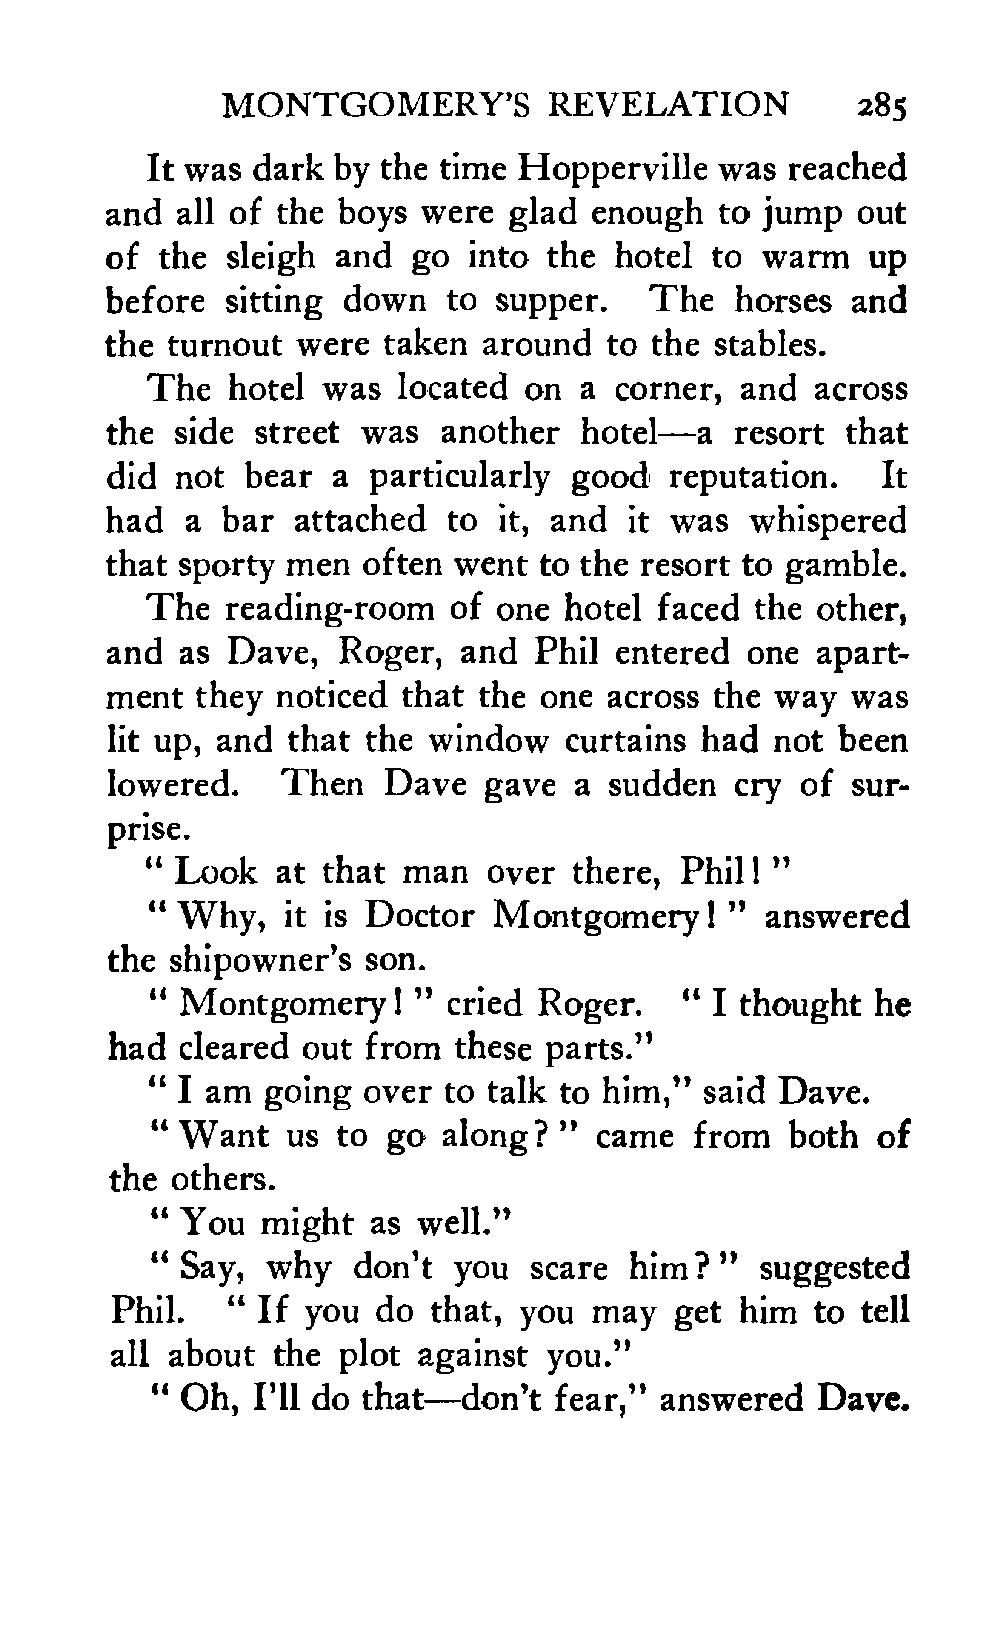 MONTGOMERY'S REVELATION 285
It was dark by the time Hopperville was reached
and all of the boys were glad enough to jump out
of the sleigh and go into the hotel to warm up
before sitting down to supper. The horses and
the turnout were taken around to the stables.
The hotel was located on a corner, and across
the side street was another hotel—a resort that
did not bear a particularly good reputation. It
had a bar attached to it, and it was whispered
that sporty men often went to the resort to gamble.
The reading-room of one hotel faced the other,
and as Dave, Roger, and Phil entered one apart-
ment they noticed that the one across the way was
lit up, and that the window curtains had not been
lowered. Then Dave gave a sudden cry of sur-
prise.
" Look at that man over there, Phil! "
" Why, it is Doctor Montgomery! " answered
the shipowner's son.
" Montgomery! " cried Roger. " I thought he
had cleared out from these parts."
" I am going over to talk to him," said Dave.
" Want us to go along? " came from both of
the others.
" You might as well."
" Say, why don't you scare him? " suggested
Phil. " If you do that, you may get him to tell
all about the plot against you."
" Oh, I'll do that—don't fear," answered Dave.